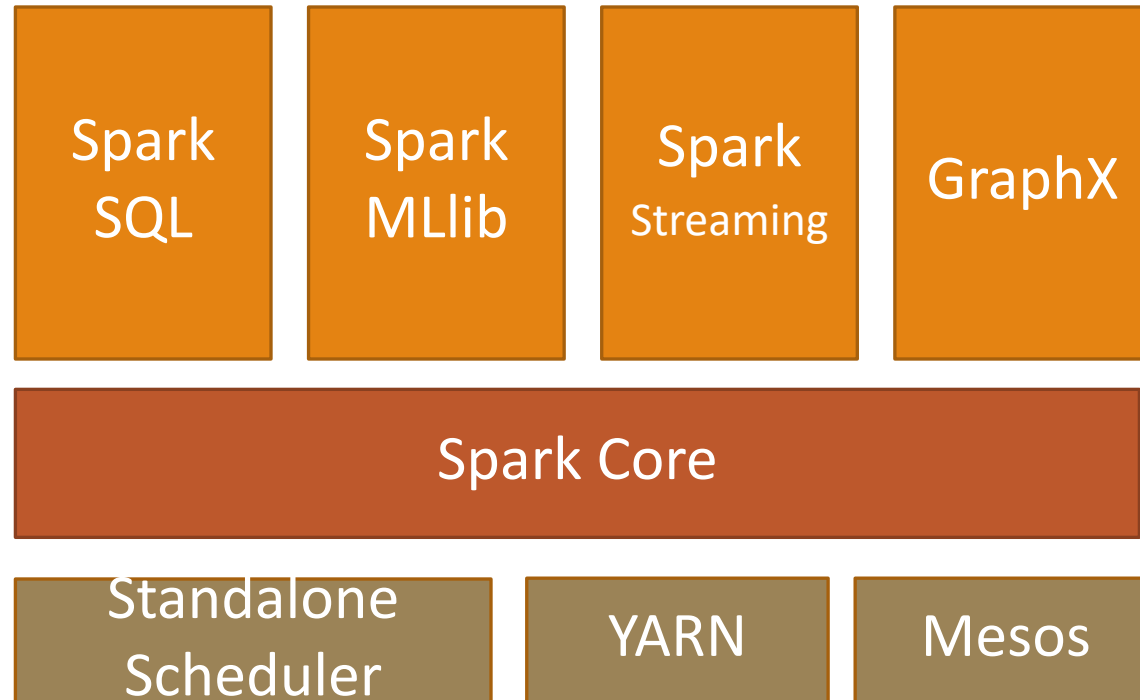 Spark
SQL
Spark
MLlib
Spark
Streaming
GraphX
Spark Core
Standalone
Scheduler
YARN
Mesos